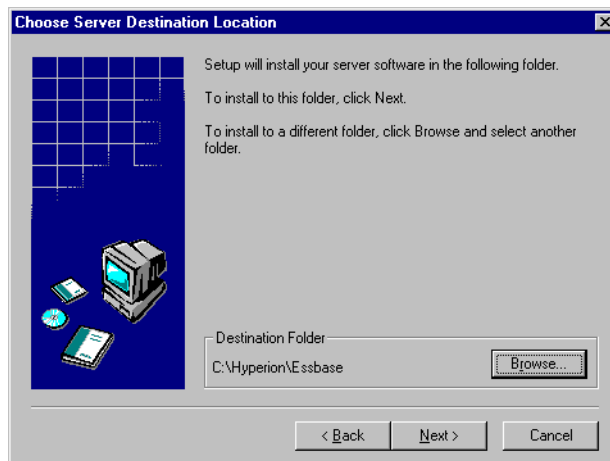 Choose Server Destination Location
Setup will install your server software in the following folder.
To install to this folder, click Next.
To install to a different folder, click Browse and select another
folder.
Destination Folder
C:\Hyperion\Essbase
Browse...
< Back
Next >
Cancel